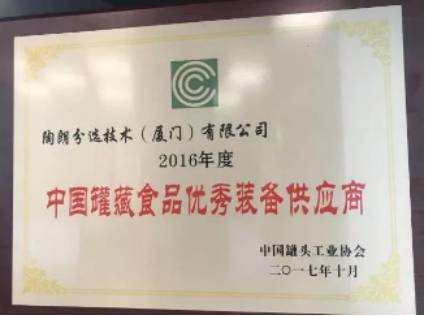 陶朗分选技术（厦门）有限公司
2016年度
中国罐藏食品优秀装备供应商
中国罐头工业协会
二〇一七年十月